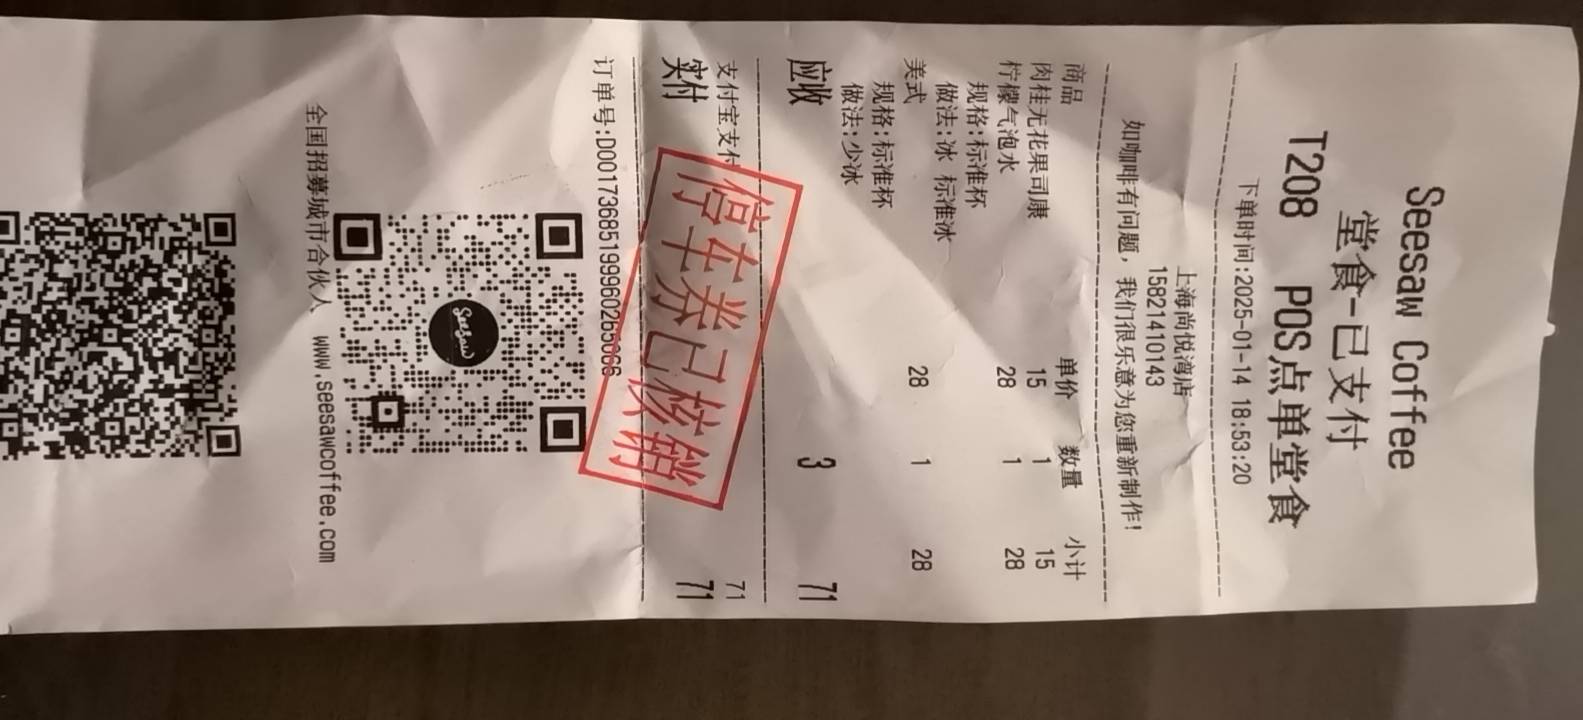 Seesaw Coffee
堂食-已支付
T208 POS点单堂食
下单时间:2025-01-14 18:53:20
上海尚悦湾店
15821410143
如咖啡有问题，我们很乐意为您重新制作!
商品 单价 数量 小计
肉桂无花果司康 15 1 15
柠檬气泡水 28 1 28
规格:标准杯
做法:冰 标准冰
美式 28 1 28
规格:标准杯
做法:少冰
应收 3 71
支付宝支付 71
实付 71
停车券已核销
Seesaw
全国招募城市合伙人 www.seesawcoffee.com